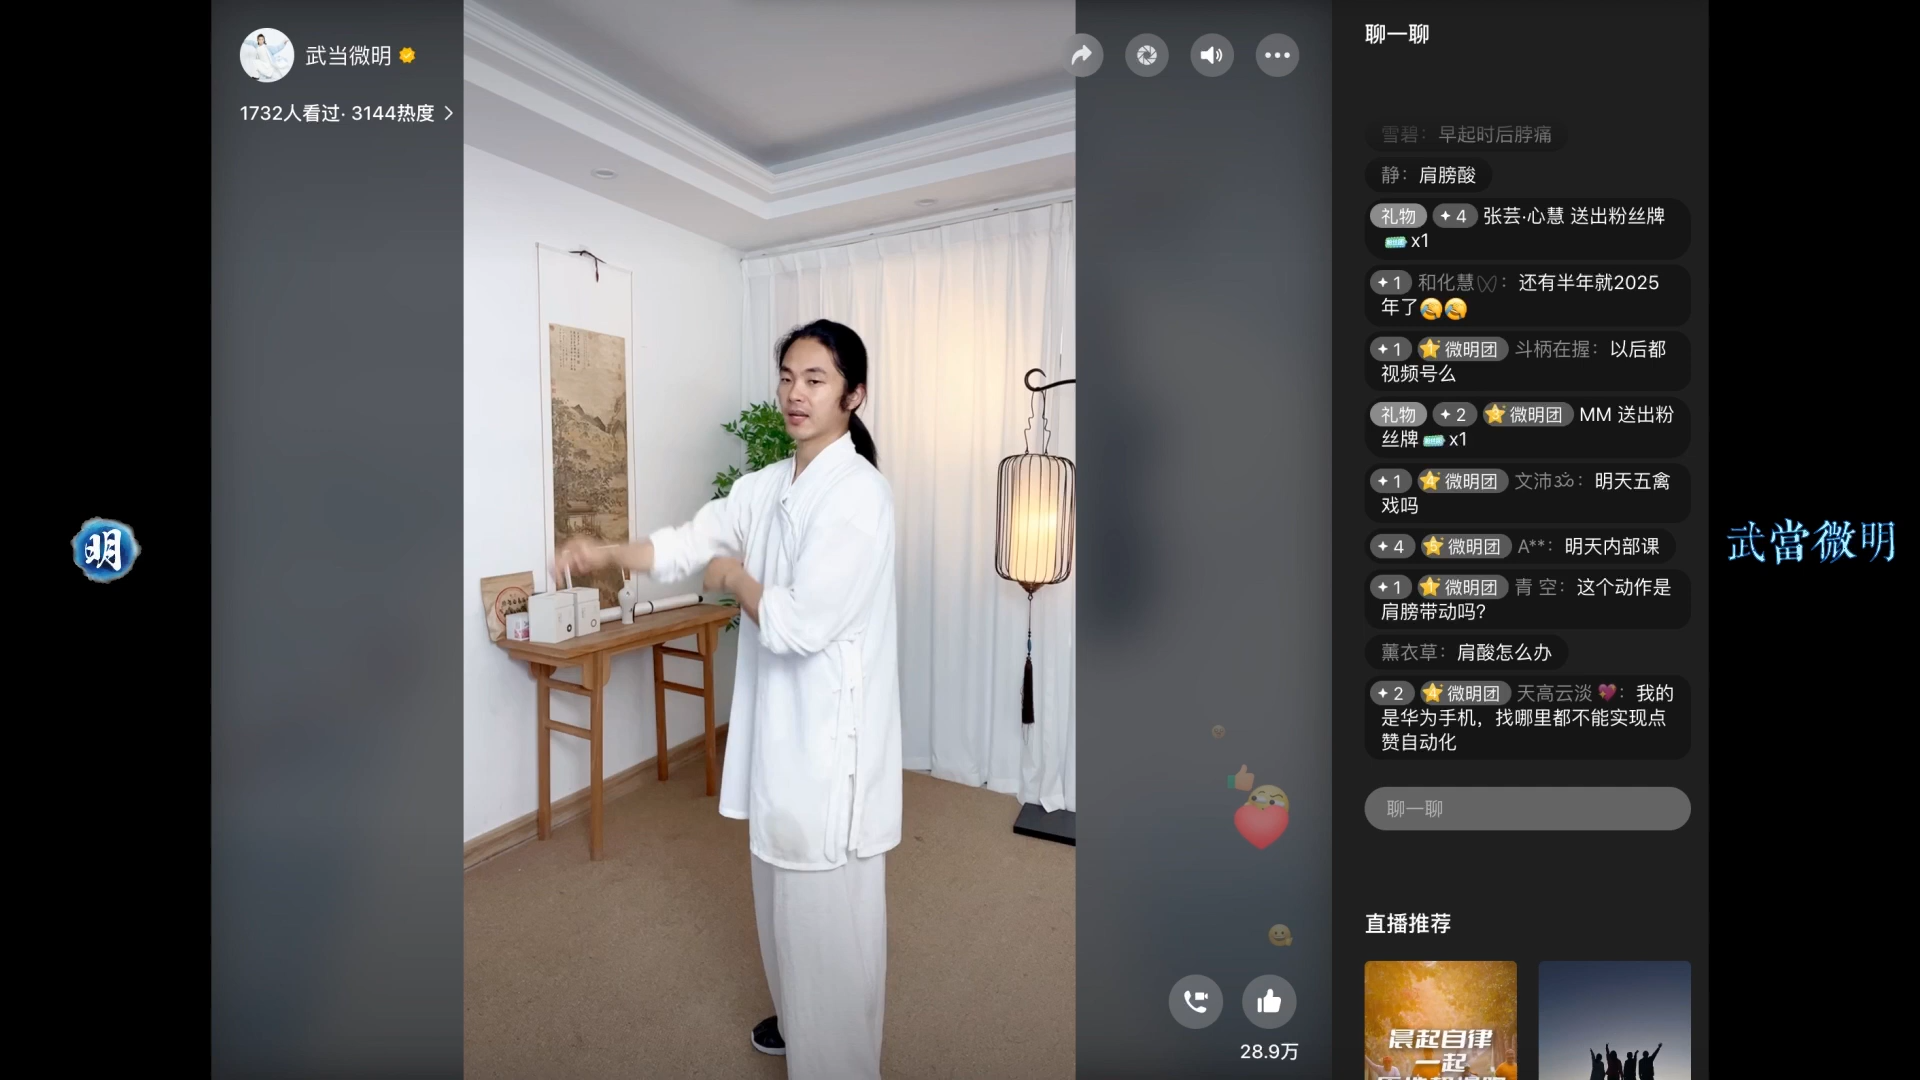 武当微明
1732人看过· 3144热度
聊一聊
雪碧： 早起时后脖痛
静： 肩膀酸
礼物 4 张芸·心慧 送出粉丝牌
x1
1 和化慧： 还有半年就2025
年了
1 微明团 斗柄在握： 以后都
视频号么
礼物 2 微明团 MM 送出粉
丝牌 x1
1 微明团 文沛ॐ： 明天五禽
戏吗
4 微明团 A**： 明天内部课
1 微明团 青 空： 这个动作是
肩膀带动吗?
薰衣草： 肩酸怎么办
2 微明团 天高云淡💖： 我的
是华为手机，找哪里都不能实现点
赞自动化
聊一聊
明
武當微明
直播推荐
28.9万
晨起自律
一起